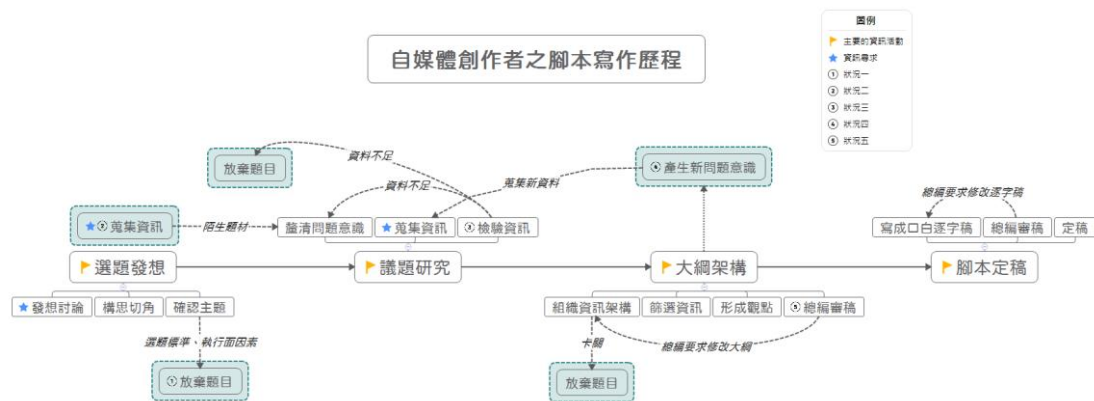 圖例
主要的資訊活動
資訊尋求
① 狀況一
② 狀況二
③ 狀況三
④ 狀況四
⑤ 狀況五
自媒體創作者之腳本寫作歷程
放棄題目
資料不足
④ 產生新問題意識
蒐集新資料
資料不足
總編要求修改逐字稿
② 蒐集資訊
陌生題材
釐清問題意識
蒐集資訊
③ 檢驗資訊
寫成口白逐字稿
總編審稿
定稿
選題發想
議題研究
大綱架構
腳本定稿
發想討論
構思切角
確認主題
組織資訊架構
篩選資訊
形成觀點
⑤ 總編審稿
選題標準、執行面因素
卡關
總編要求修改大綱
① 放棄題目
放棄題目